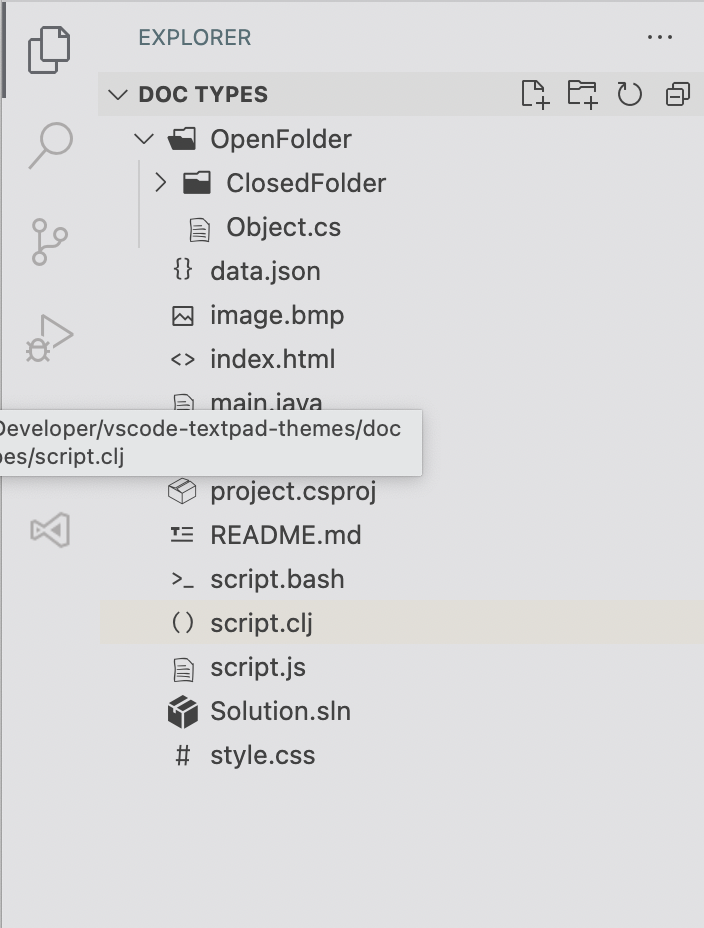 EXPLORER
DOC TYPES
OpenFolder
ClosedFolder
Object.cs
{} data.json
image.bmp
<> index.html
main.java
Developer/vscode-textpad-themes/doc
pes/script.clj
project.csproj
README.md
>_ script.bash
() script.clj
script.js
Solution.sln
# style.css